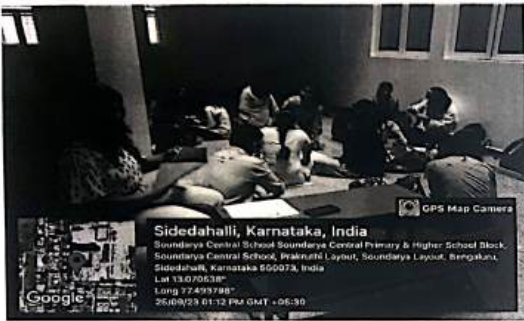 GPS Map Camera
Sidedahalli, Karnataka, India
Soundarya Central School Soundarya Central Primary & Higher School Block,
Soundarya Central School, Prakruthi Layout, Soundarya Layout, Bengaluru,
Sidedahalli, Karnataka 560073, India
Lat 13.070538°
Long 77.493798°
25/09/23 01:12 PM GMT +05:30
Google